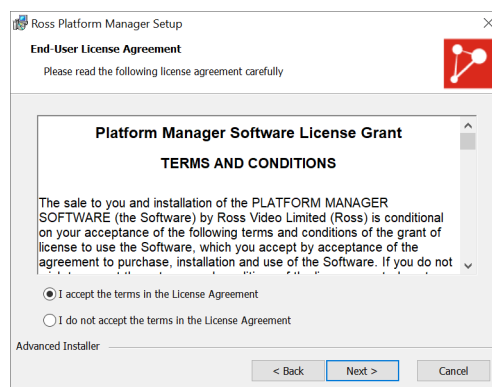 Ross Platform Manager Setup
End-User License Agreement
Please read the following license agreement carefully
Platform Manager Software License Grant
TERMS AND CONDITIONS
The sale to you and installation of the PLATFORM MANAGER
SOFTWARE (the Software) by Ross Video Limited (Ross) is conditional
on your acceptance of the following terms and conditions of the grant of
license to use the Software, which you accept by acceptance of the
agreement to purchase, installation and use of the Software. If you do not
I accept the terms in the License Agreement
I do not accept the terms in the License Agreement
Advanced Installer
< Back
Next >
Cancel